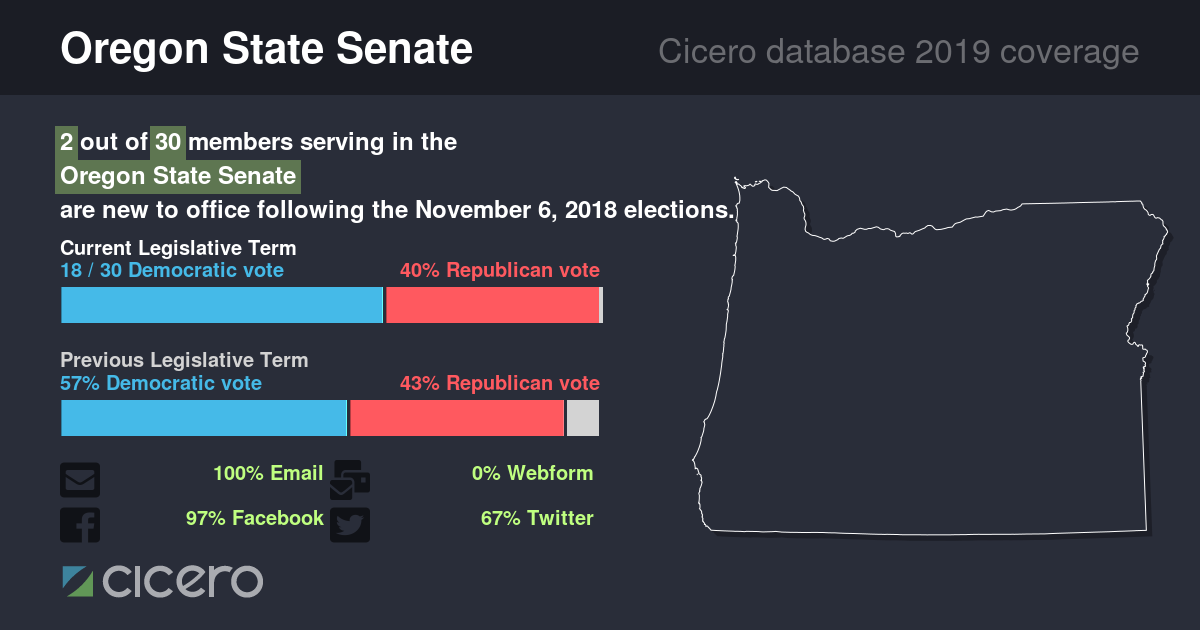 Oregon State Senate
Cicero database 2019 coverage
2 out of 30 members serving in the
Oregon State Senate
are new to office following the November 6, 2018 elections.
Current Legislative Term
18 / 30 Democratic vote 40% Republican vote
Previous Legislative Term
57% Democratic vote 43% Republican vote
100% Email 0% Webform
97% Facebook 67% Twitter
cicero